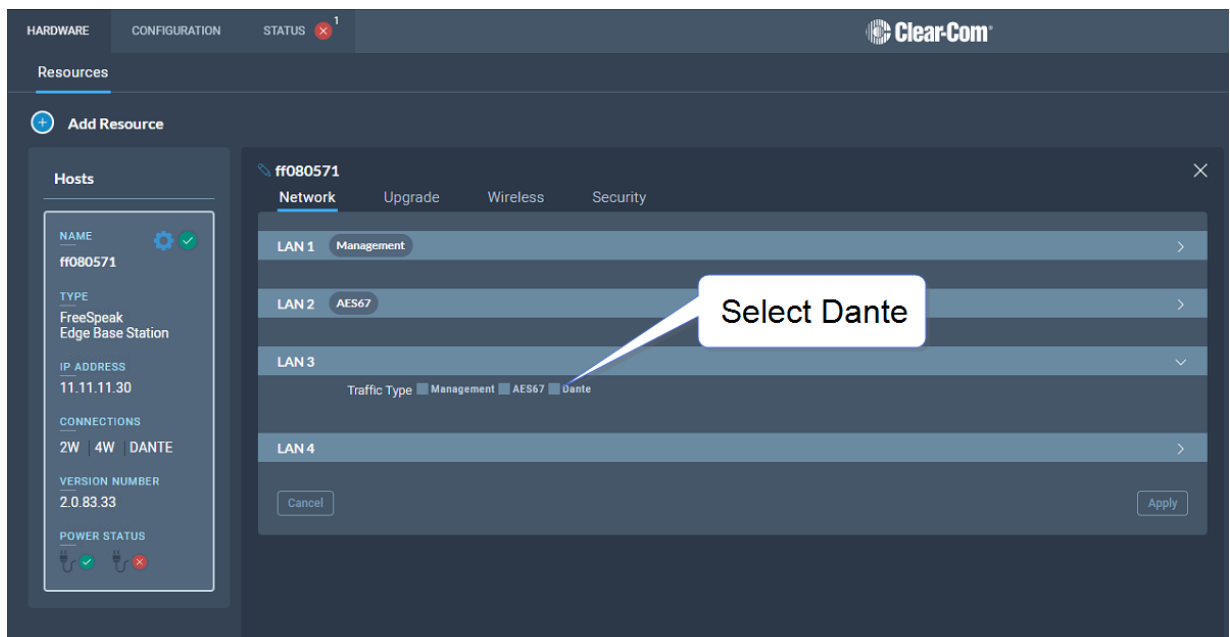 HARDWARE CONFIGURATION STATUS 1
Clear-Com
Resources
Add Resource
Hosts
NAME
ff080571
TYPE
FreeSpeak
Edge Base Station
IP ADDRESS
11.11.11.30
CONNECTIONS
2W 4W DANTE
VERSION NUMBER
2.0.83.33
POWER STATUS
ff080571
Network Upgrade Wireless Security
LAN 1 Management
LAN 2 AES67
Select Dante
LAN 3
Traffic Type Management AES67 Dante
LAN 4
Cancel Apply